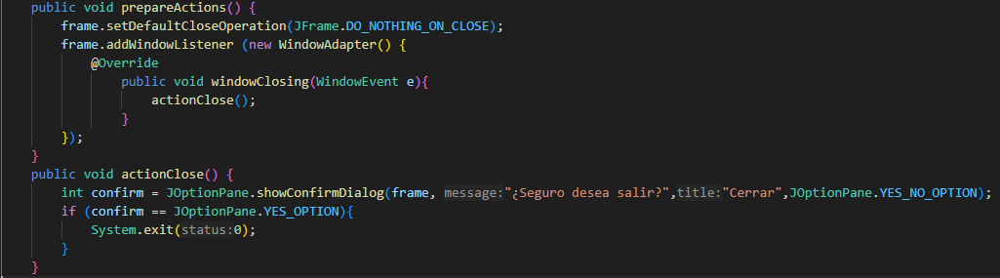 public void prepareActions() {
    frame.setDefaultCloseOperation(JFrame.DO_NOTHING_ON_CLOSE);
    frame.addWindowListener (new WindowAdapter() {
        @Override
            public void windowClosing(WindowEvent e){
                actionClose();
            }
    });
}
public void actionClose() {
    int confirm = JOptionPane.showConfirmDialog(frame, message:"¿Seguro desea salir?",title:"Cerrar",JOptionPane.YES_NO_OPTION);
    if (confirm == JOptionPane.YES_OPTION){
        System.exit(status:0);
    }
}